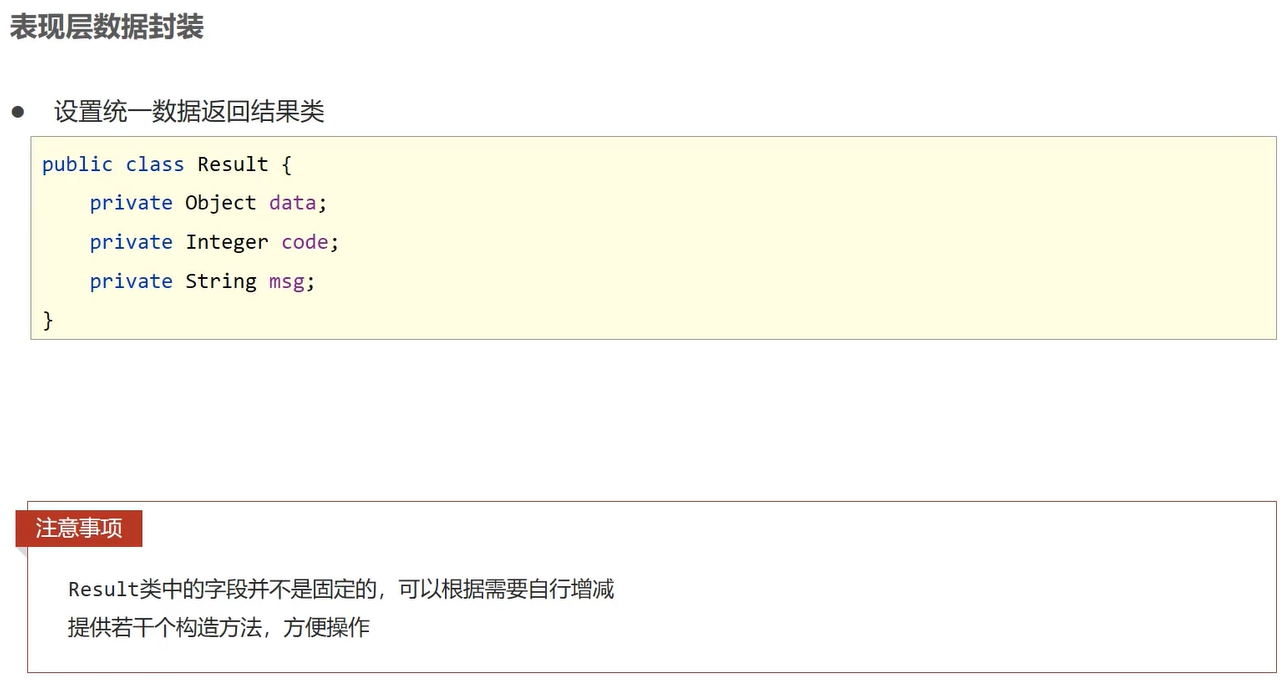 表现层数据封装
● 设置统一数据返回结果类
public class Result {
    private Object data;
    private Integer code;
    private String msg;
}
注意事项
Result类中的字段并不是固定的，可以根据需要自行增减
提供若干个构造方法，方便操作